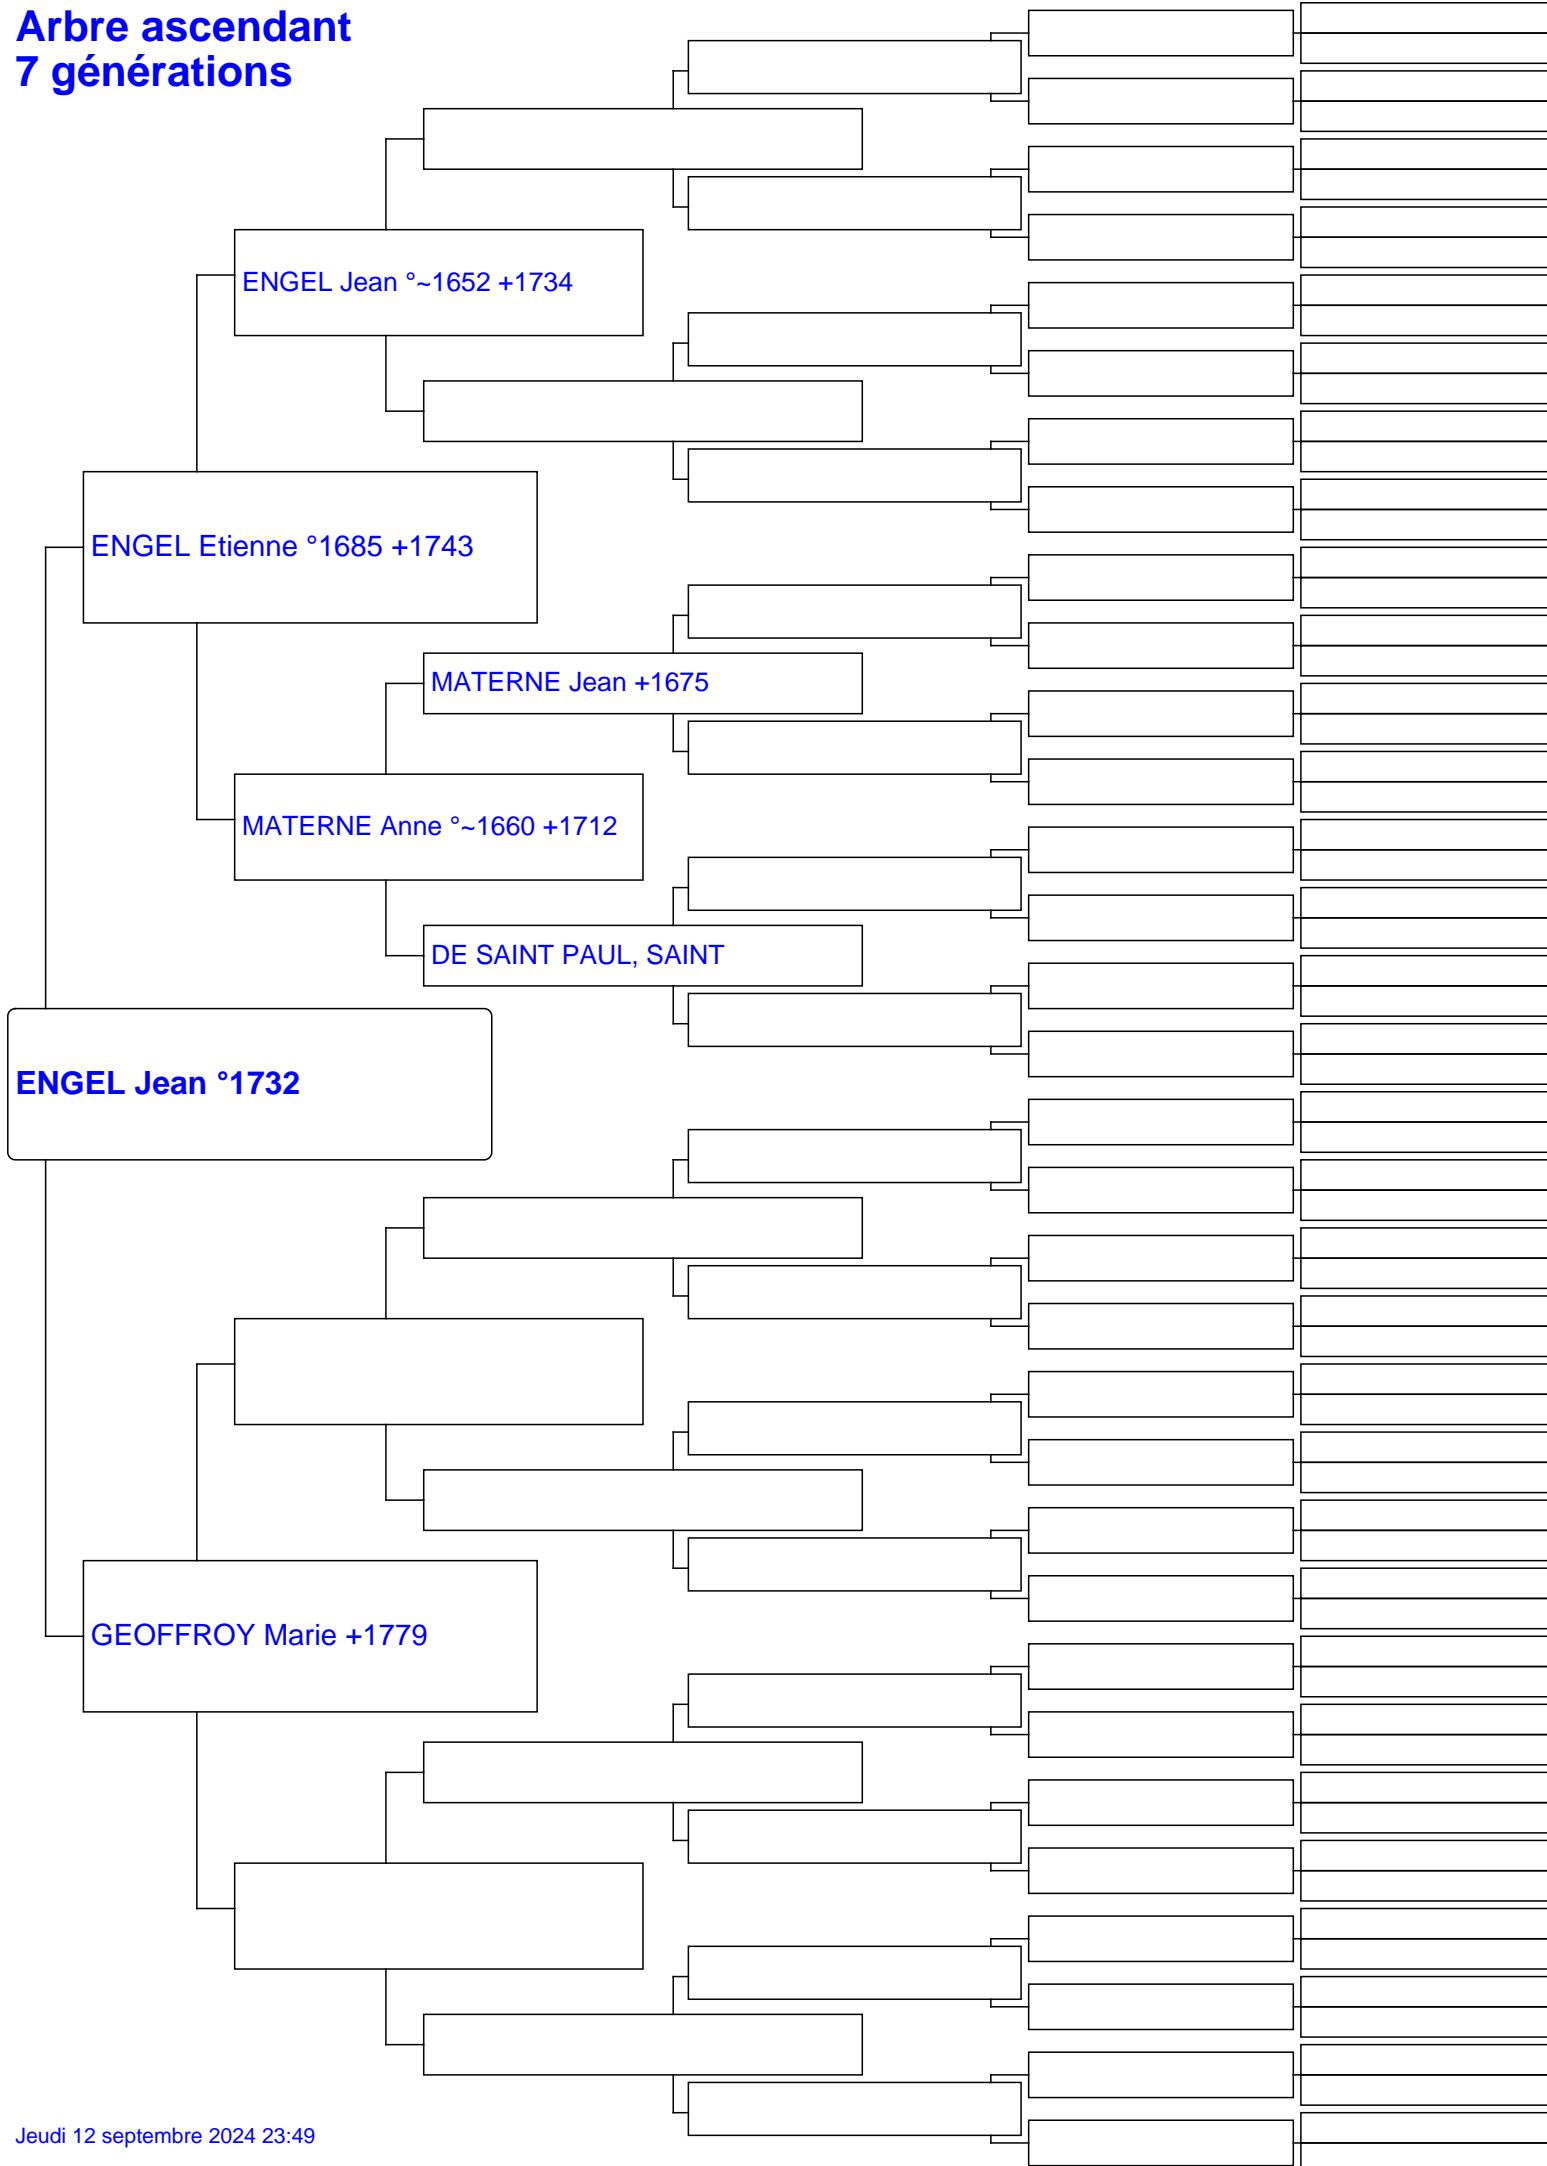 Arbre ascendant
7 générations
ENGEL Jean °~1652 +1734
ENGEL Etienne °1685 +1743
MATERNE Jean +1675
MATERNE Anne °~1660 +1712
DE SAINT PAUL, SAINT
ENGEL Jean °1732
GEOFFROY Marie +1779
Jeudi 12 septembre 2024 23:49